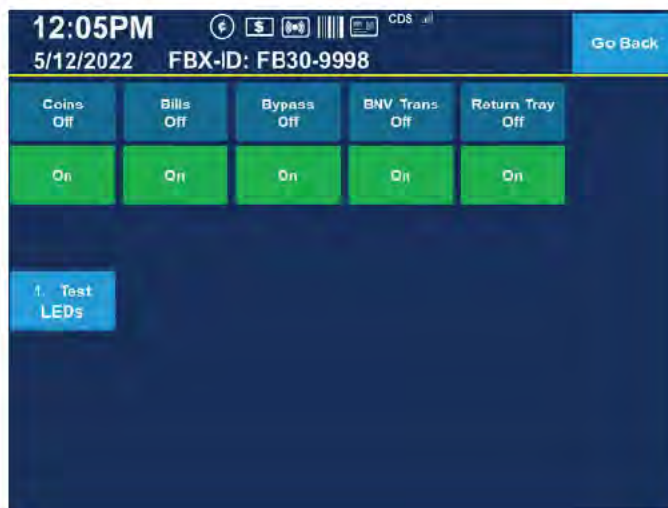 12:05PM CDS
Go Back
5/12/2022 FBX-ID: FB30-9998
Coins
Off
Bills
Off
Bypass
Off
BNV Trans
Off
Return Tray
Off
On
On
On
On
On
1. Test
LEDs